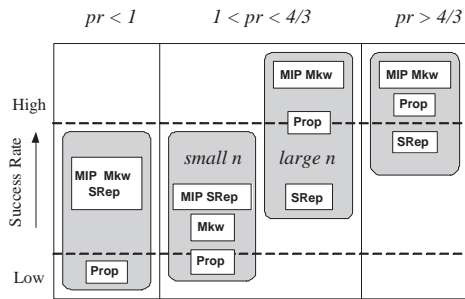 pr < 1
1 < pr < 4/3
pr > 4/3
High
Success Rate
Low
MIP Mkw
SRep
Prop
small n
MIP SRep
Mkw
Prop
MIP Mkw
Prop
large n
SRep
MIP Mkw
Prop
SRep